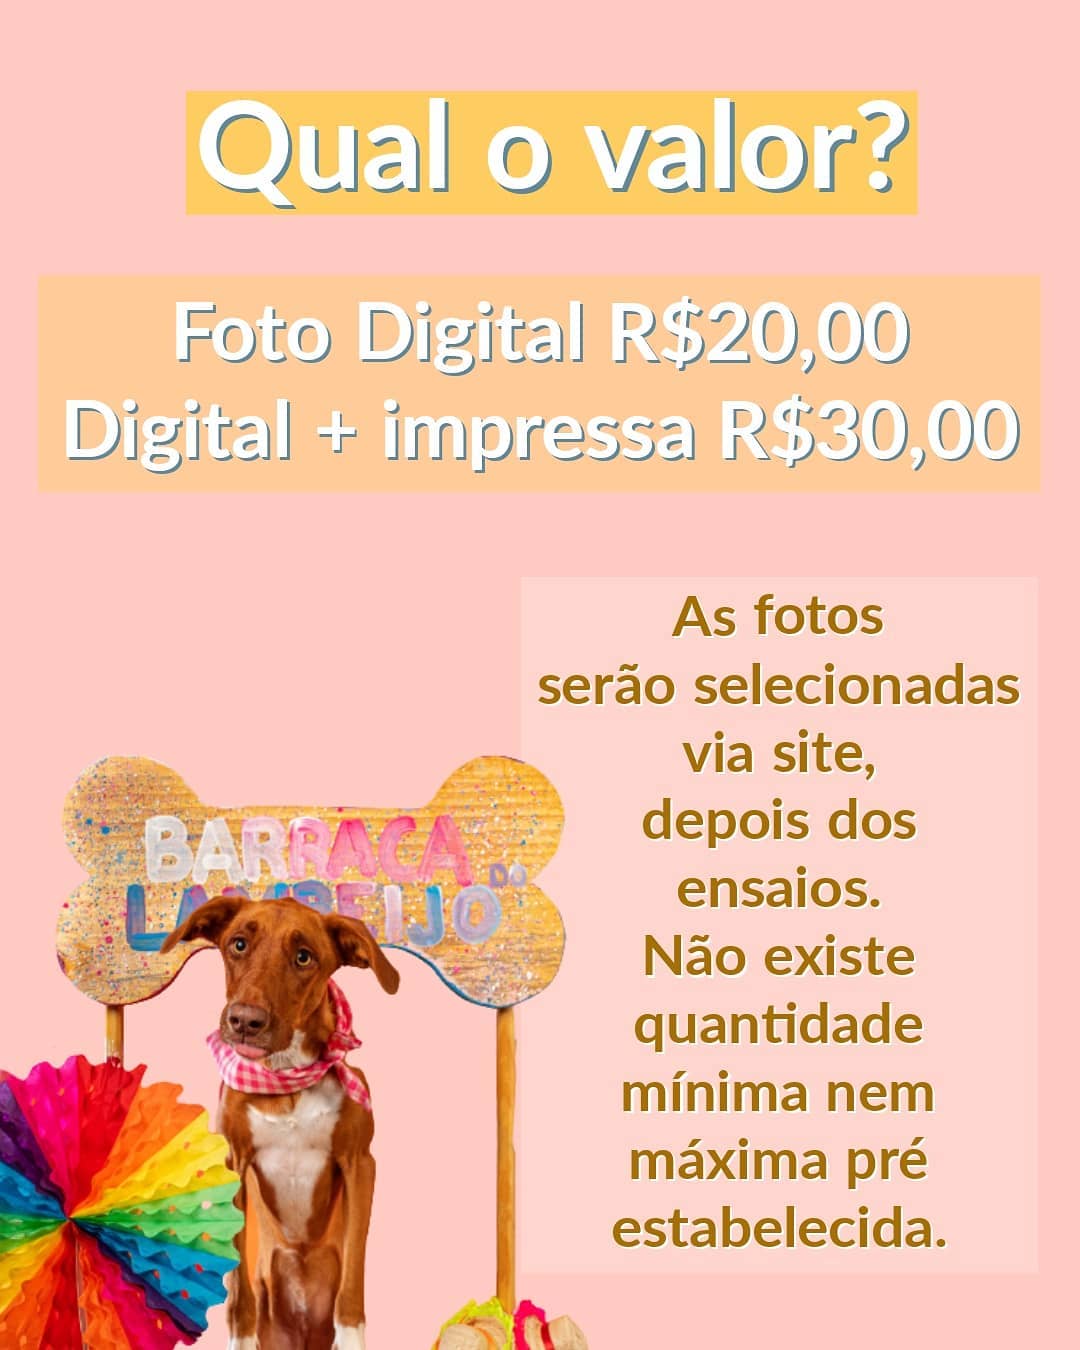 Qual o valor?
Foto Digital R$20,00
Digital + impressa R$30,00
As fotos
serão selecionadas
via site,
depois dos
ensaios.
Não existe
quantidade
mínima nem
máxima pré
estabelecida.
BARRACA
DO